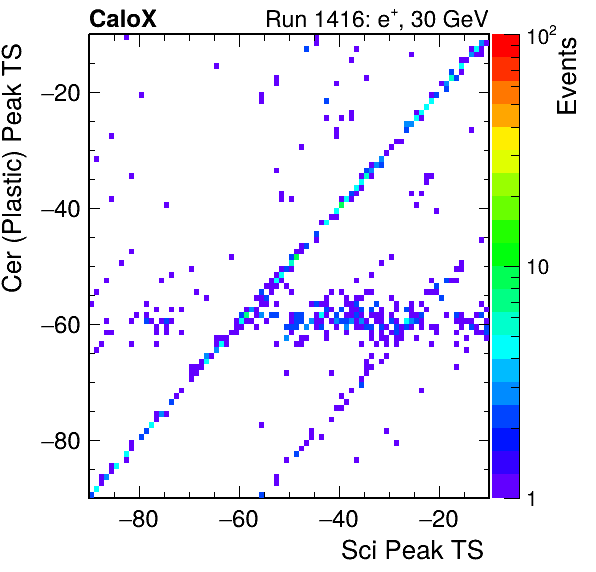 CaloX Run 1416: e⁺, 30 GeV
Cer (Plastic) Peak TS
−20
−40
−60
−80
−80 −60 −40 −20
Sci Peak TS
10²
10
1
Events